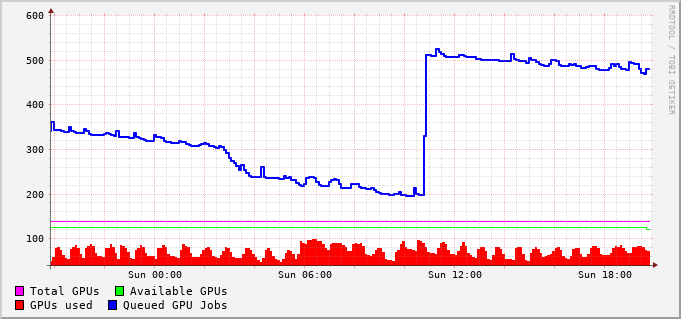 600
500
400
300
200
100
Sun 00:00 Sun 06:00 Sun 12:00 Sun 18:00
Total GPUs Available GPUs
GPUs used Queued GPU Jobs
RRDTOOL / TOBI OETIKER